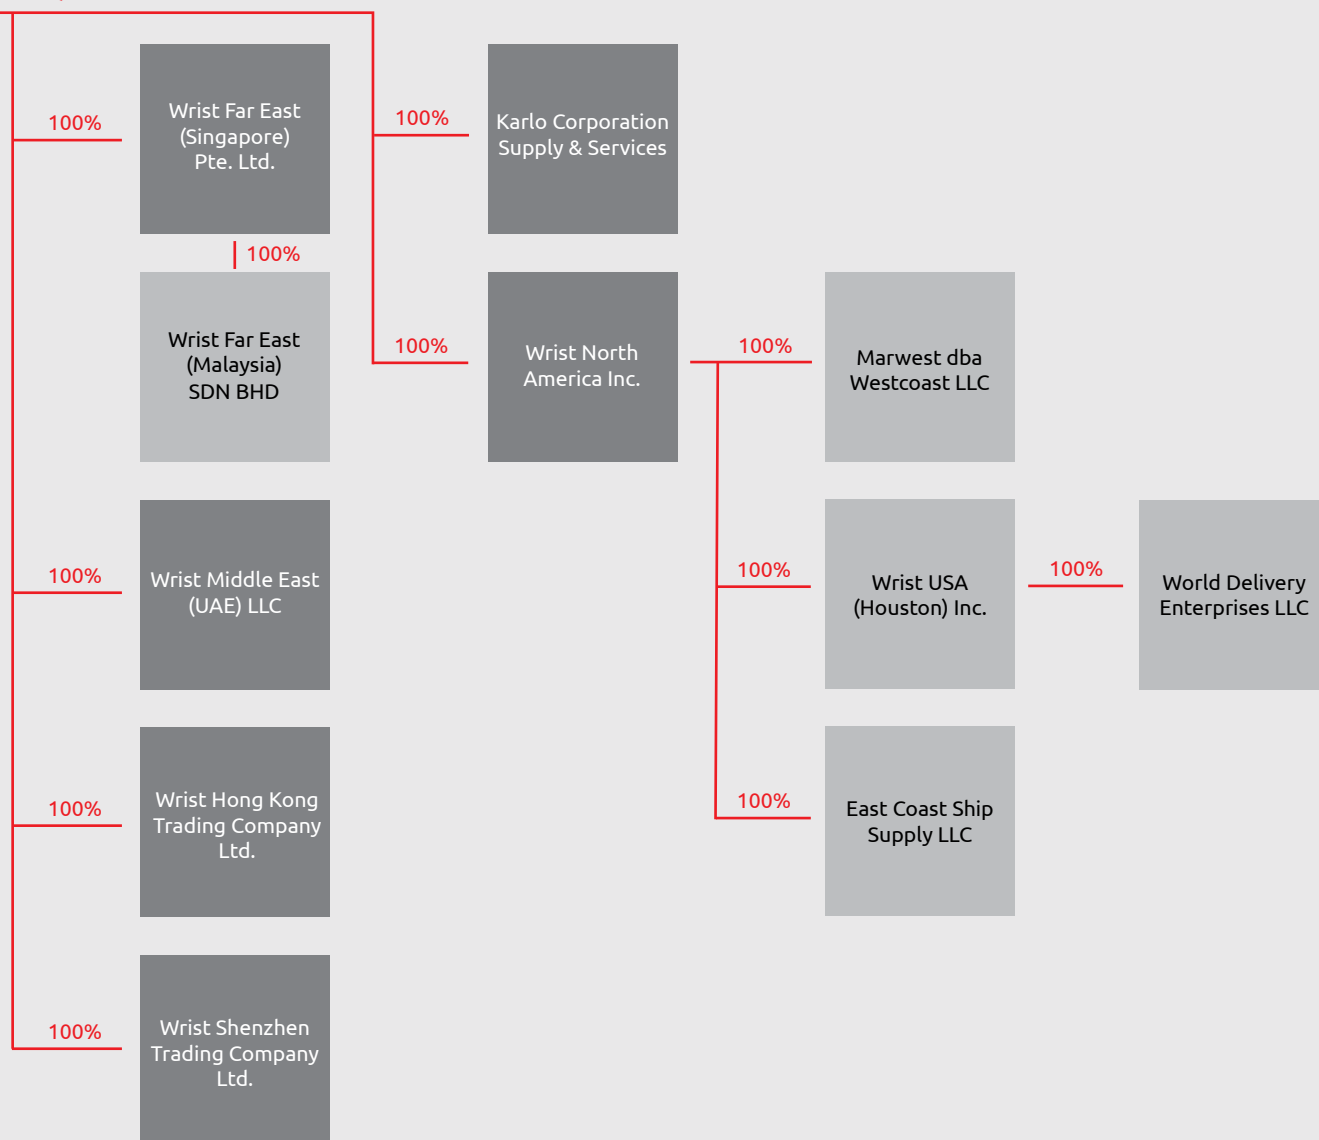 100%
Wrist Far East
(Singapore)
Pte. Ltd.
100%
Wrist Far East
(Malaysia)
SDN BHD
100%
Wrist Middle East
(UAE) LLC
100%
Wrist Hong Kong
Trading Company
Ltd.
100%
Wrist Shenzhen
Trading Company
Ltd.
100%
Karlo Corporation
Supply & Services
100%
Wrist North
America Inc.
100%
Marwest dba
Westcoast LLC
100%
Wrist USA
(Houston) Inc.
100%
World Delivery
Enterprises LLC
100%
East Coast Ship
Supply LLC